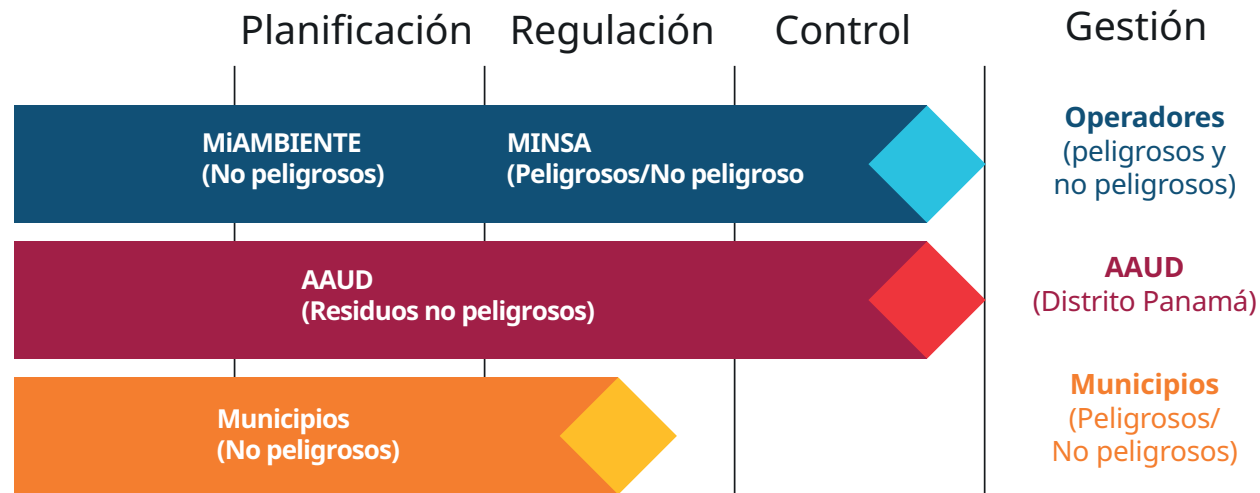 Planificación
Regulación
Control
Gestión
MiAMBIENTE
(No peligrosos)
MINSA
(Peligrosos/No peligroso
Operadores
(peligrosos y
no peligrosos)
AAUD
(Residuos no peligrosos)
AAUD
(Distrito Panamá)
Municipios
(No peligrosos)
Municipios
(Peligrosos/
No peligrosos)